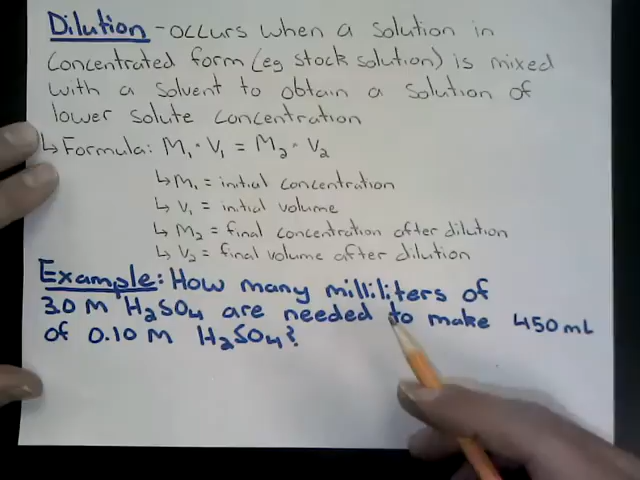 Dilution - occurs when a solution in
concentrated form (eg stock solution) is mixed
with a solvent to obtain a solution of
lower solute concentration
↳ Formula: M₁ · V₁ = M₂ · V₂
↳ M₁ = initial concentration
↳ V₁ = initial volume
↳ M₂ = final concentration after dilution
↳ V₂ = final volume after dilution
Example: How many milliliters of
3.0 M H₂SO₄ are needed to make 450 mL
of 0.10 M H₂SO₄?